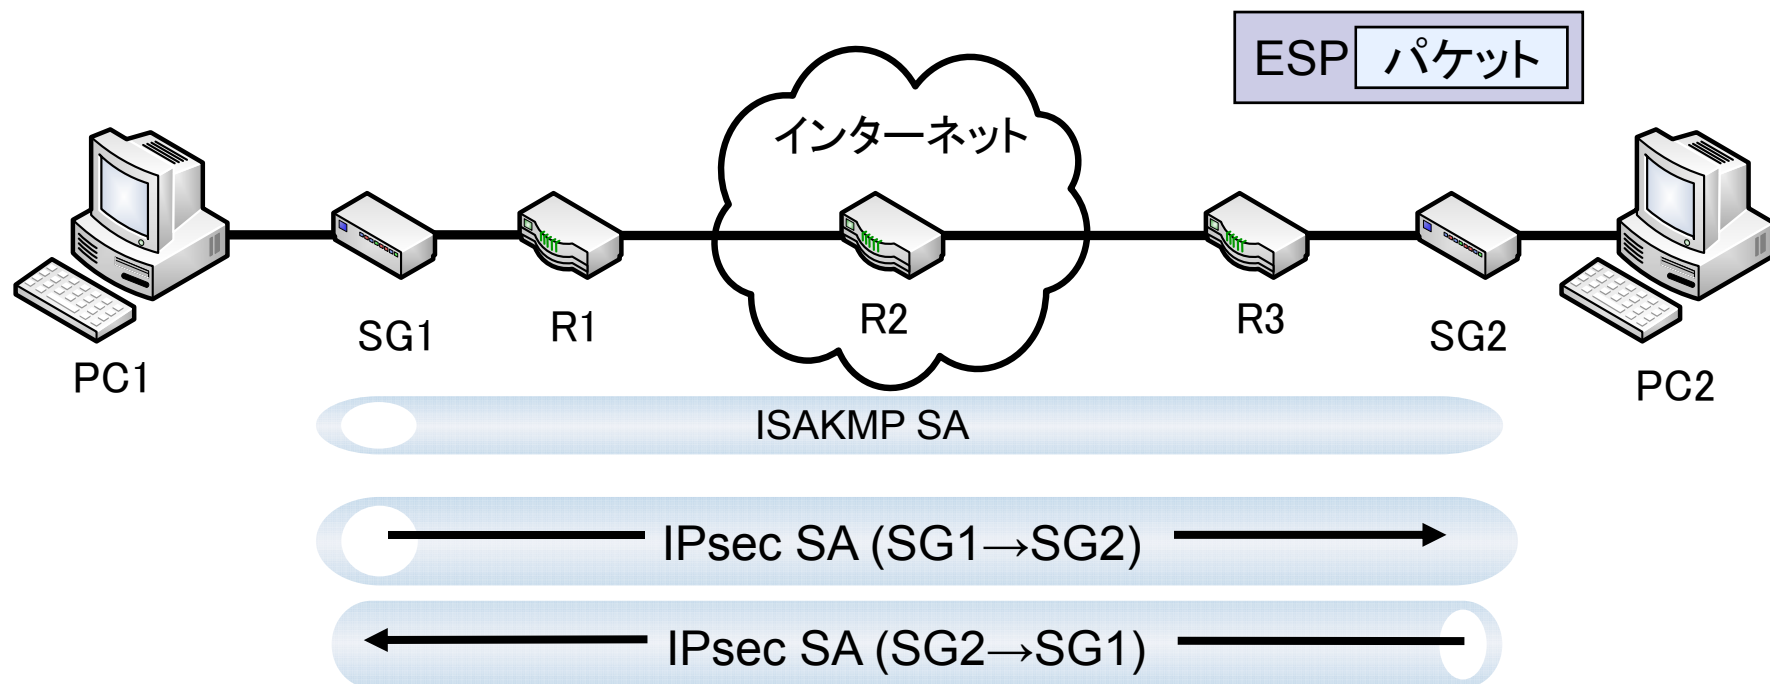 ESP パケット
インターネット
PC1
SG1
R1
R2
R3
SG2
PC2
ISAKMP SA
IPsec SA (SG1→SG2)
IPsec SA (SG2→SG1)